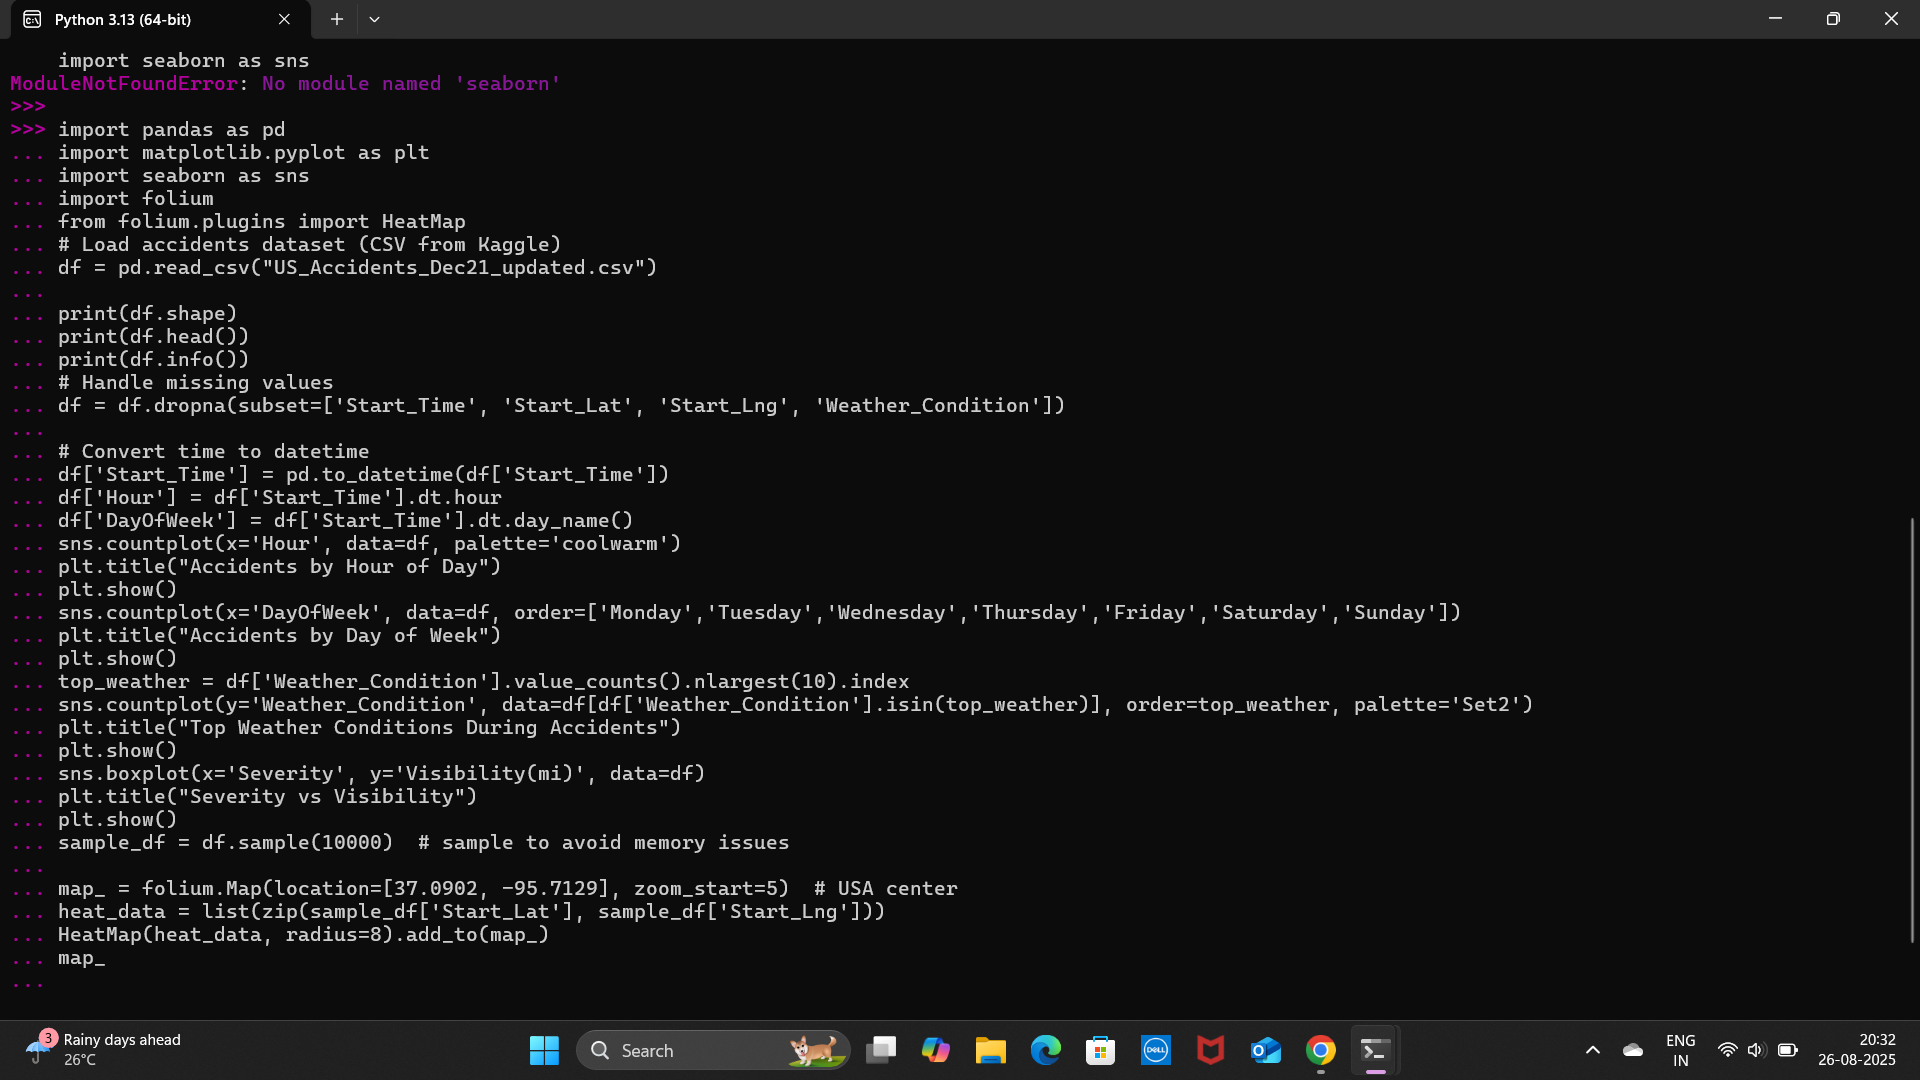 Python 3.13 (64-bit)
import seaborn as sns
ModuleNotFoundError: No module named 'seaborn'
>>>
>>> import pandas as pd
... import matplotlib.pyplot as plt
... import seaborn as sns
... import folium
... from folium.plugins import HeatMap
... # Load accidents dataset (CSV from Kaggle)
... df = pd.read_csv("US_Accidents_Dec21_updated.csv")
...
... print(df.shape)
... print(df.head())
... print(df.info())
... # Handle missing values
... df = df.dropna(subset=['Start_Time', 'Start_Lat', 'Start_Lng', 'Weather_Condition'])
...
... # Convert time to datetime
... df['Start_Time'] = pd.to_datetime(df['Start_Time'])
... df['Hour'] = df['Start_Time'].dt.hour
... df['DayOfWeek'] = df['Start_Time'].dt.day_name()
... sns.countplot(x='Hour', data=df, palette='coolwarm')
... plt.title("Accidents by Hour of Day")
... plt.show()
... sns.countplot(x='DayOfWeek', data=df, order=['Monday','Tuesday','Wednesday','Thursday','Friday','Saturday','Sunday'])
... plt.title("Accidents by Day of Week")
... plt.show()
... top_weather = df['Weather_Condition'].value_counts().nlargest(10).index
... sns.countplot(y='Weather_Condition', data=df[df['Weather_Condition'].isin(top_weather)], order=top_weather, palette='Set2')
... plt.title("Top Weather Conditions During Accidents")
... plt.show()
... sns.boxplot(x='Severity', y='Visibility(mi)', data=df)
... plt.title("Severity vs Visibility")
... plt.show()
... sample_df = df.sample(10000)  # sample to avoid memory issues
...
... map_ = folium.Map(location=[37.0902, -95.7129], zoom_start=5)  # USA center
... heat_data = list(zip(sample_df['Start_Lat'], sample_df['Start_Lng']))
... HeatMap(heat_data, radius=8).add_to(map_)
... map_
...
3
Rainy days ahead
26°C
Search
DELL
ENG
IN
20:32
26-08-2025